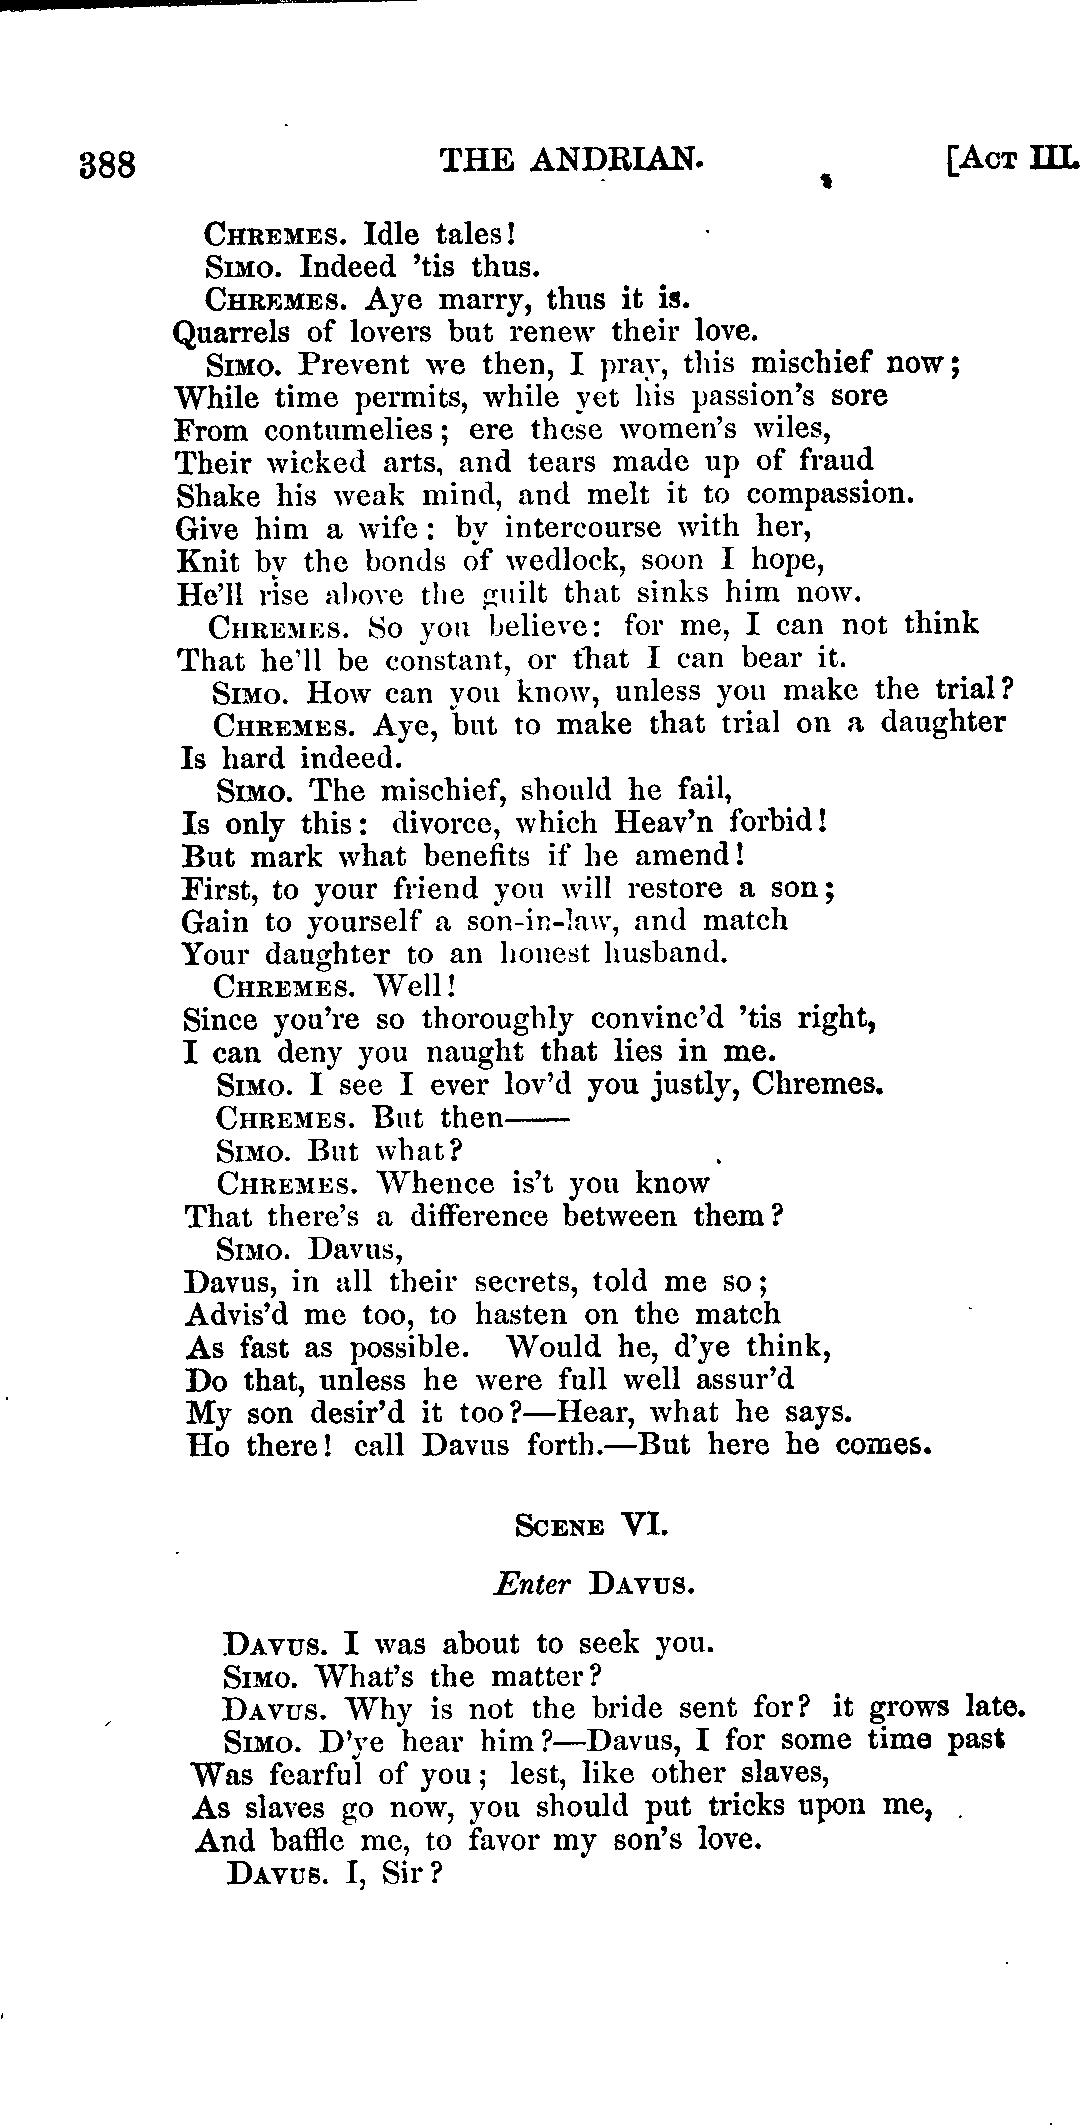 388 THE ANDRIAN. [ACT III.
CHREMES. Idle tales!
SIMO. Indeed 'tis thus.
CHREMES. Aye marry, thus it is.
Quarrels of lovers but renew their love.
SIMO. Prevent we then, I pray, this mischief now;
While time permits, while yet his passion's sore
From contumelies; ere these women's wiles,
Their wicked arts, and tears made up of fraud
Shake his weak mind, and melt it to compassion.
Give him a wife: by intercourse with her,
Knit by the bonds of wedlock, soon I hope,
He'll rise above the guilt that sinks him now.
CHREMES. So you believe: for me, I can not think
That he'll be constant, or that I can bear it.
SIMO. How can you know, unless you make the trial?
CHREMES. Aye, but to make that trial on a daughter
Is hard indeed.
SIMO. The mischief, should he fail,
Is only this: divorce, which Heav'n forbid!
But mark what benefits if he amend!
First, to your friend you will restore a son;
Gain to yourself a son-in-law, and match
Your daughter to an honest husband.
CHREMES. Well!
Since you're so thoroughly convinc'd 'tis right,
I can deny you naught that lies in me.
SIMO. I see I ever lov'd you justly, Chremes.
CHREMES. But then——
SIMO. But what?
CHREMES. Whence is't you know
That there's a difference between them?
SIMO. Davus,
Davus, in all their secrets, told me so;
Advis'd me too, to hasten on the match
As fast as possible. Would he, d'ye think,
Do that, unless he were full well assur'd
My son desir'd it too?—Hear, what he says.
Ho there! call Davus forth.—But here he comes.
SCENE VI.
Enter DAVUS.
DAVUS. I was about to seek you.
SIMO. What's the matter?
DAVUS. Why is not the bride sent for? it grows late.
SIMO. D'ye hear him?—Davus, I for some time past
Was fearful of you; lest, like other slaves,
As slaves go now, you should put tricks upon me,
And baffle me, to favor my son's love.
DAVUS. I, Sir?